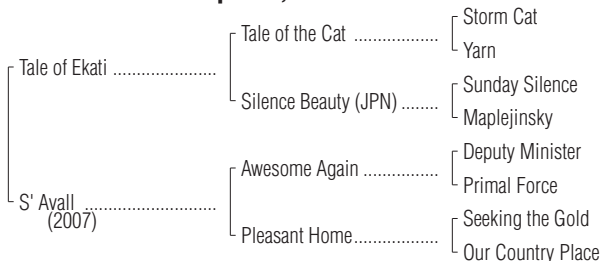 Storm Cat
Tale of the Cat ..................
Yarn
Tale of Ekati ......................
Sunday Silence
Silence Beauty (JPN) ........
Maplejinsky
Deputy Minister
Awesome Again ................
Primal Force
S' Avall ............................
(2007)
Seeking the Gold
Pleasant Home..................
Our Country Place